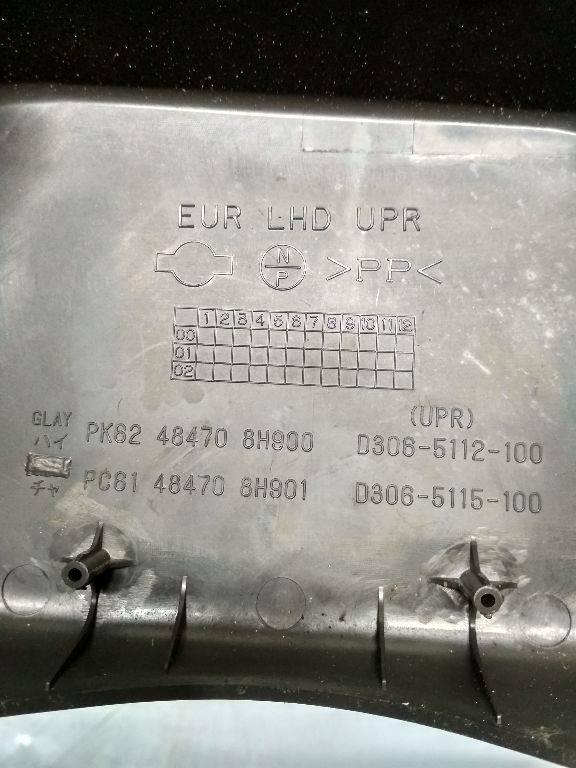 EUR LHD UPR
N
P
>PP<
1 2 3 4 5 6 7 8 9 10 11 12
00
01
02
(UPR)
GLAY
ハイ PK62 48470 8H900 D306-5112-100
チャ PC61 48470 8H901 D306-5115-100